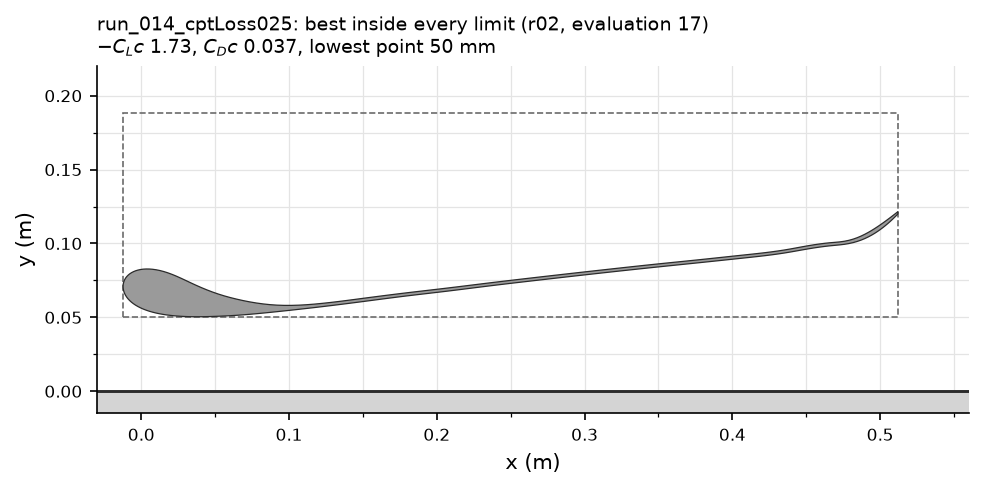 run_014_cptLoss025: best inside every limit (r02, evaluation 17)
−C_Lc 1.73, C_Dc 0.037, lowest point 50 mm
y (m)
0.20
0.15
0.10
0.05
0.00
0.0 0.1 0.2 0.3 0.4 0.5
x (m)